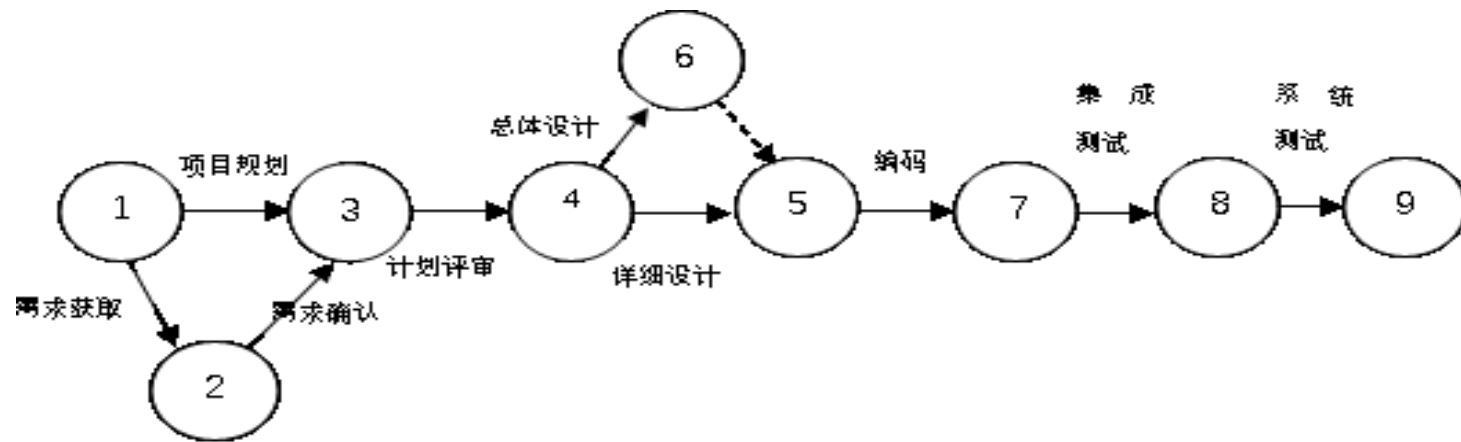 6
集 成
系 统
总体设计
测试
测试
项目规划
编码
1
3
4
5
7
8
9
计划评审
详细设计
需求获取
需求确认
2